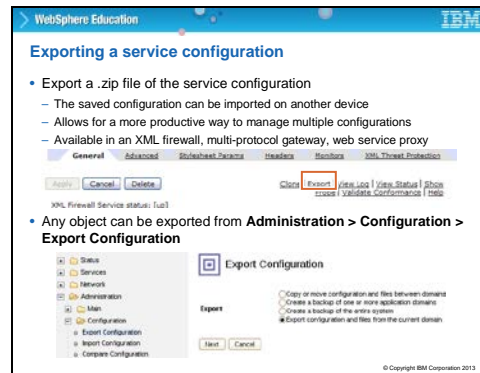 WebSphere Education
IBM
Exporting a service configuration
• Export a .zip file of the service configuration
– The saved configuration can be imported on another device
– Allows for a more productive way to manage multiple configurations
– Available in an XML firewall, multi-protocol gateway, web service proxy
General Advanced Stylesheet Params Headers Monitors XML Threat Protection
Apply Cancel Delete Clone | Export | View Log | View Status | Show
Probe | Validate Conformance | Help
XML Firewall Service status: [up]
• Any object can be exported from Administration > Configuration >
Export Configuration
Status
Services
Network
Administration
Main
Configuration
Export Configuration
Import Configuration
Compare Configuration
Export Configuration
Export
Copy or move configuration and files between domains
Create a backup of one or more application domains
Create a backup of the entire system
Export configuration and files from the current domain
Next Cancel
© Copyright IBM Corporation 2013